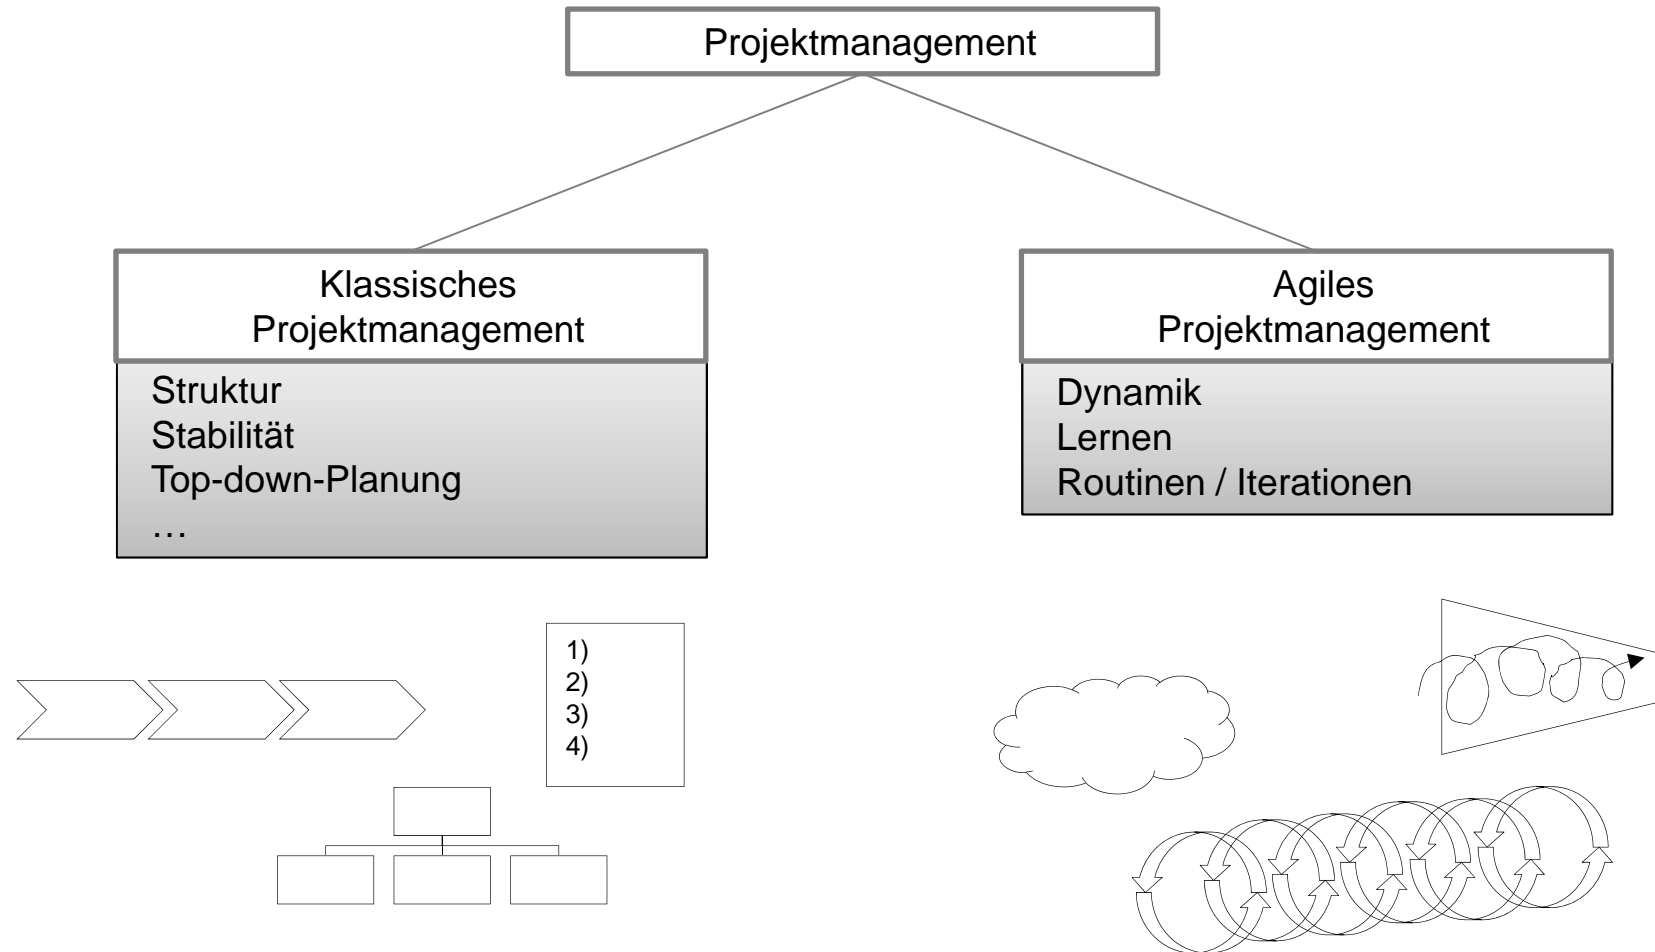 Projektmanagement
Klassisches
Projektmanagement
Struktur
Stabilität
Top-down-Planung
…
Agiles
Projektmanagement
Dynamik
Lernen
Routinen / Iterationen
1)
2)
3)
4)